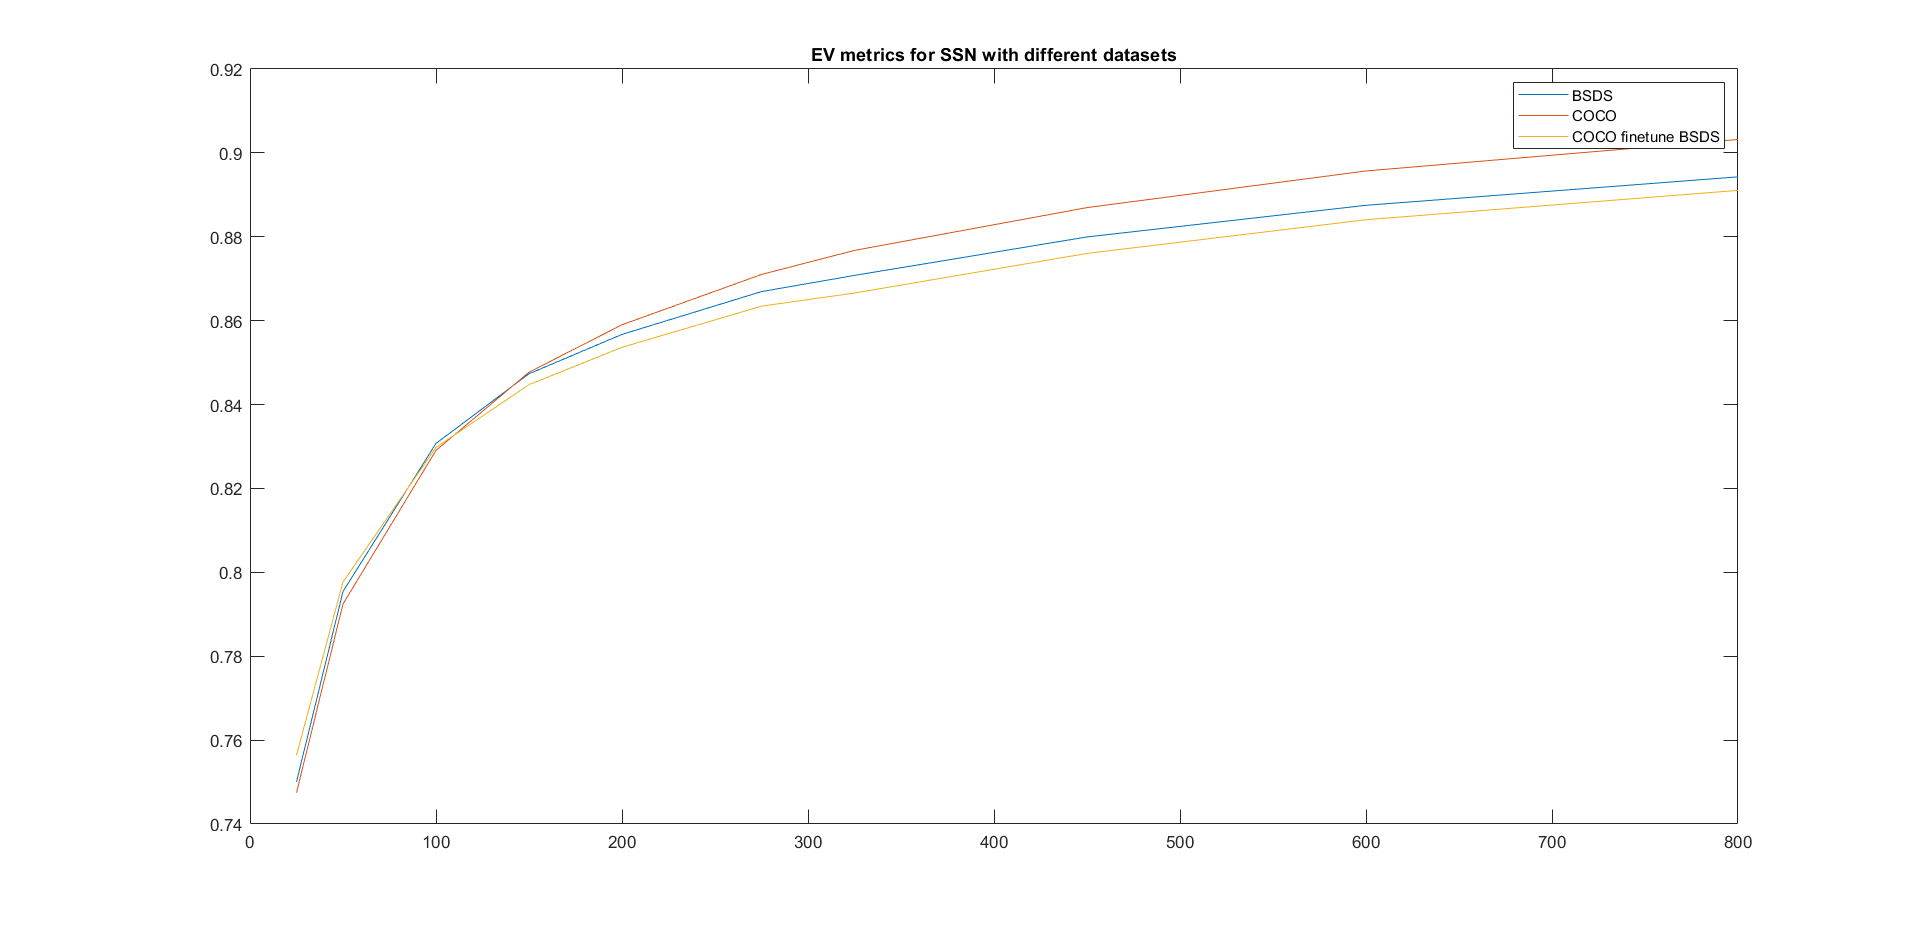 EV metrics for SSN with different datasets
0.92
0.9
0.88
0.86
0.84
0.82
0.8
0.78
0.76
0.74
0 100 200 300 400 500 600 700 800
BSDS
COCO
COCO finetune BSDS